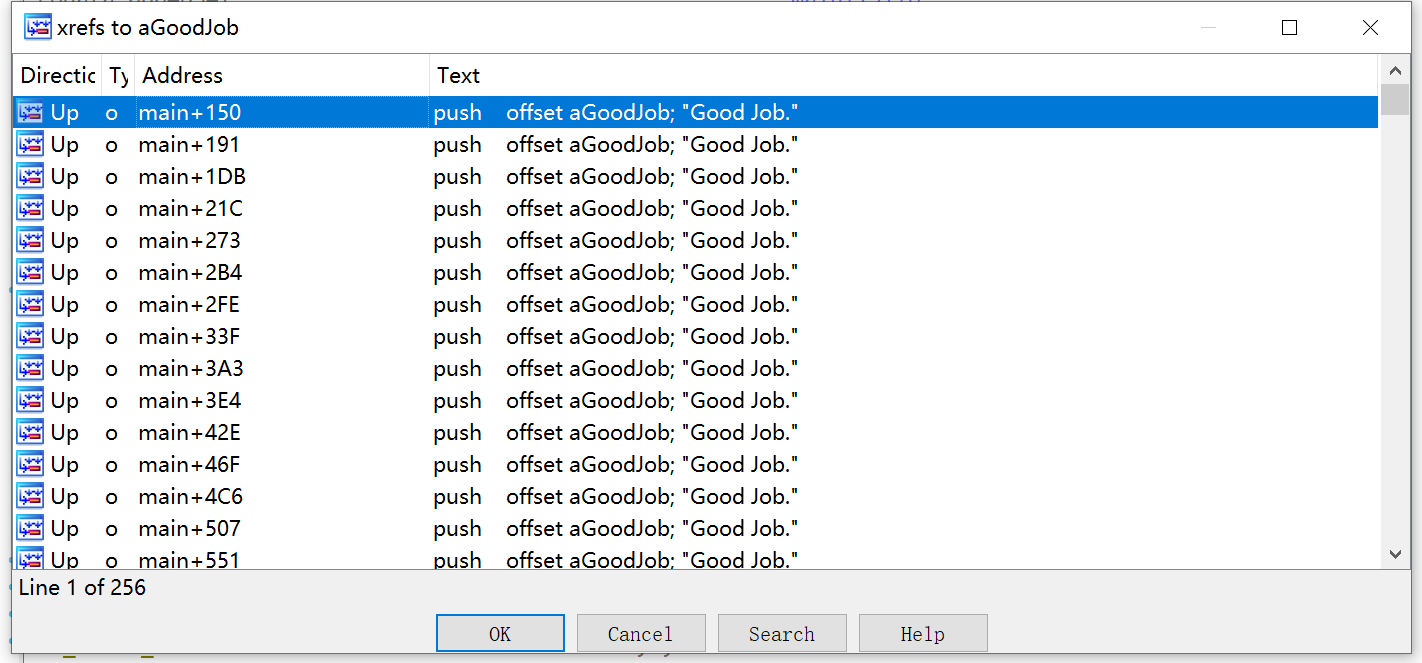 xrefs to aGoodJob
Directic Ty Address Text
Up o main+150 push offset aGoodJob; "Good Job."
Up o main+191 push offset aGoodJob; "Good Job."
Up o main+1DB push offset aGoodJob; "Good Job."
Up o main+21C push offset aGoodJob; "Good Job."
Up o main+273 push offset aGoodJob; "Good Job."
Up o main+2B4 push offset aGoodJob; "Good Job."
Up o main+2FE push offset aGoodJob; "Good Job."
Up o main+33F push offset aGoodJob; "Good Job."
Up o main+3A3 push offset aGoodJob; "Good Job."
Up o main+3E4 push offset aGoodJob; "Good Job."
Up o main+42E push offset aGoodJob; "Good Job."
Up o main+46F push offset aGoodJob; "Good Job."
Up o main+4C6 push offset aGoodJob; "Good Job."
Up o main+507 push offset aGoodJob; "Good Job."
Up o main+551 push offset aGoodJob; "Good Job."
Line 1 of 256
OK Cancel Search Help